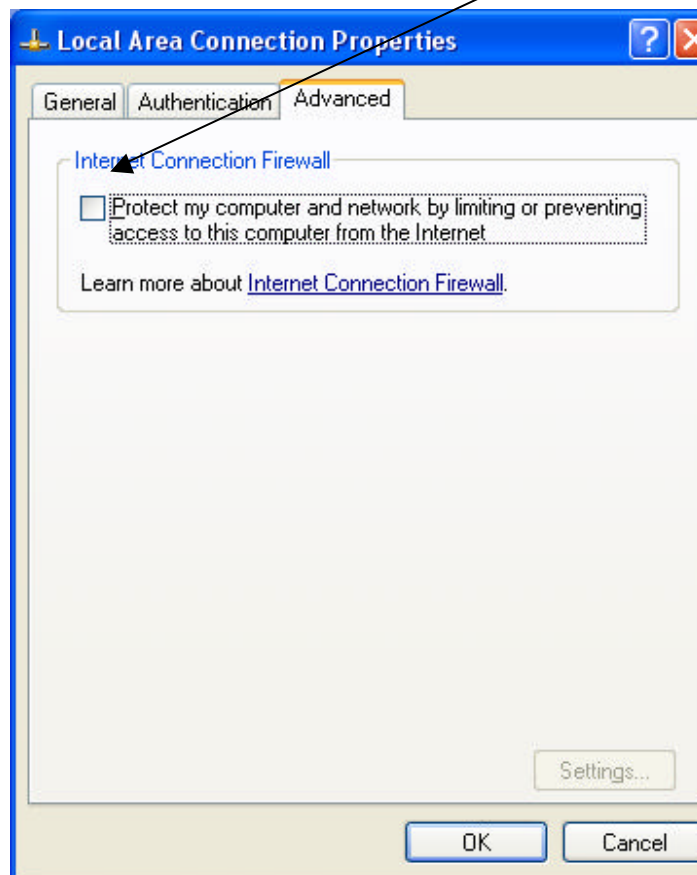 Local Area Connection Properties
General Authentication Advanced
Internet Connection Firewall
Protect my computer and network by limiting or preventing
access to this computer from the Internet
Learn more about Internet Connection Firewall.
Settings...
OK Cancel